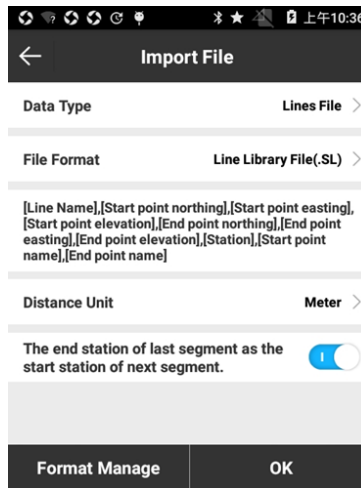 上午10:36
Import File
Data Type Lines File
File Format Line Library File(.SL)
[Line Name],[Start point northing],[Start point easting],
[Start point elevation],[End point northing],[End point
easting],[End point elevation],[Station],[Start point
name],[End point name]
Distance Unit Meter
The end station of last segment as the
start station of next segment.
Format Manage OK